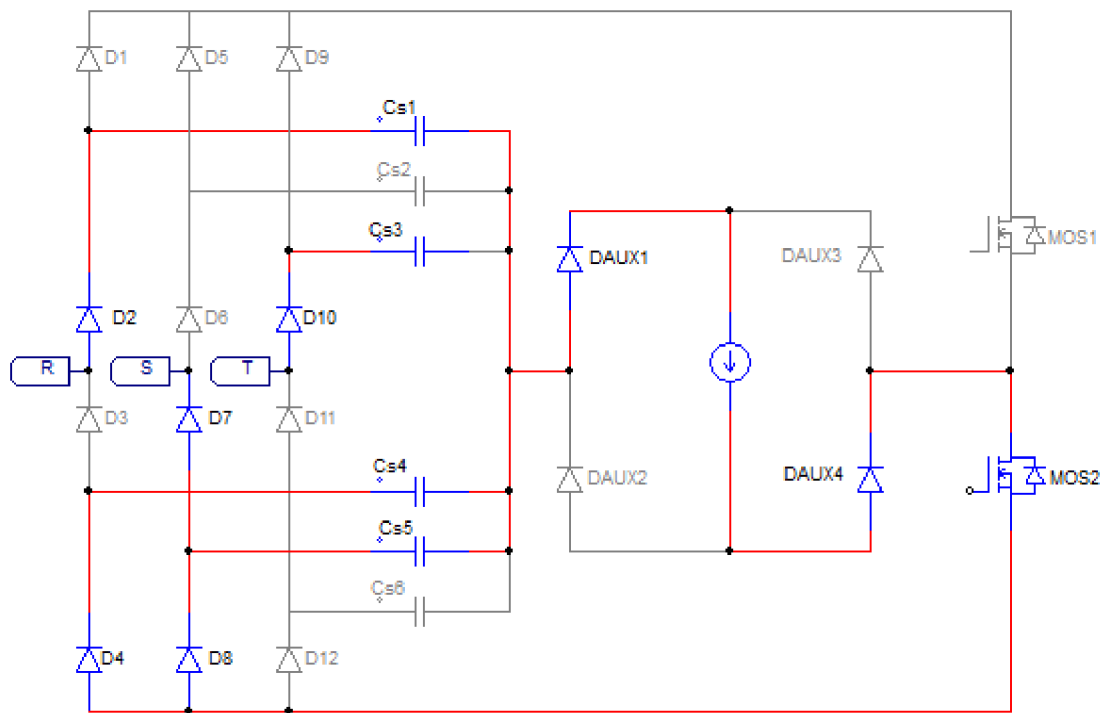 D1 D5 D9
Cs1
Cs2
Cs3
MOS1
DAUX1 DAUX3
D2 D6 D10
R S T
D3 D7 D11
Cs4
DAUX2 DAUX4 MOS2
Cs5
Cs6
D4 D8 D12